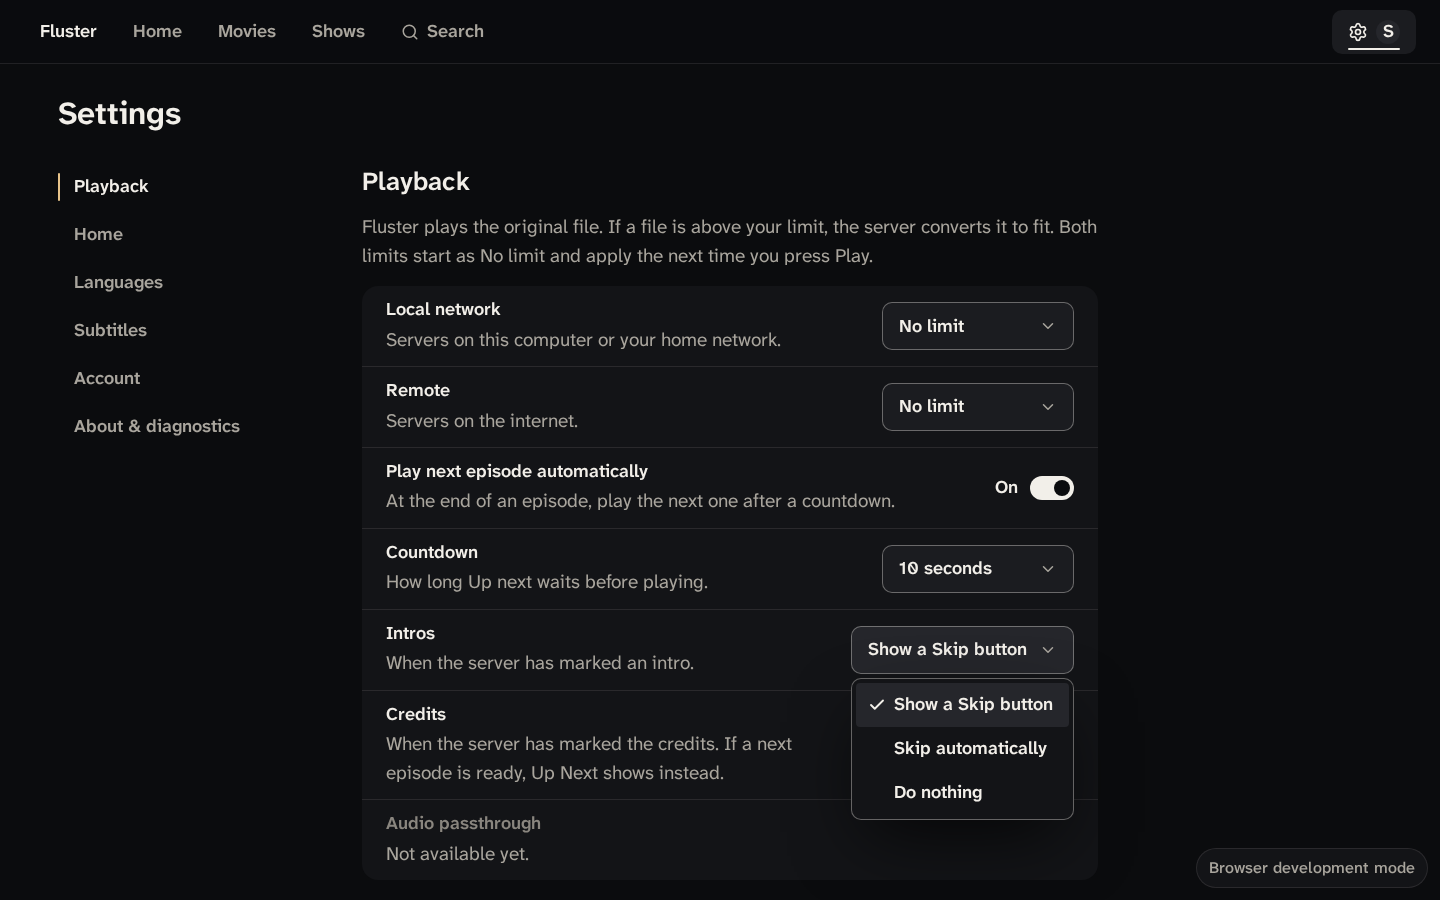 Fluster
Home
Movies
Shows
Search
S
Settings
Playback
Home
Languages
Subtitles
Account
About & diagnostics
Playback
Fluster plays the original file. If a file is above your limit, the server converts it to fit. Both
limits start as No limit and apply the next time you press Play.
Local network
Servers on this computer or your home network.
No limit
Remote
Servers on the internet.
No limit
Play next episode automatically
At the end of an episode, play the next one after a countdown.
On
Countdown
How long Up next waits before playing.
10 seconds
Intros
When the server has marked an intro.
Show a Skip button
Show a Skip button
Skip automatically
Do nothing
Credits
When the server has marked the credits. If a next
episode is ready, Up Next shows instead.
Audio passthrough
Not available yet.
Browser development mode